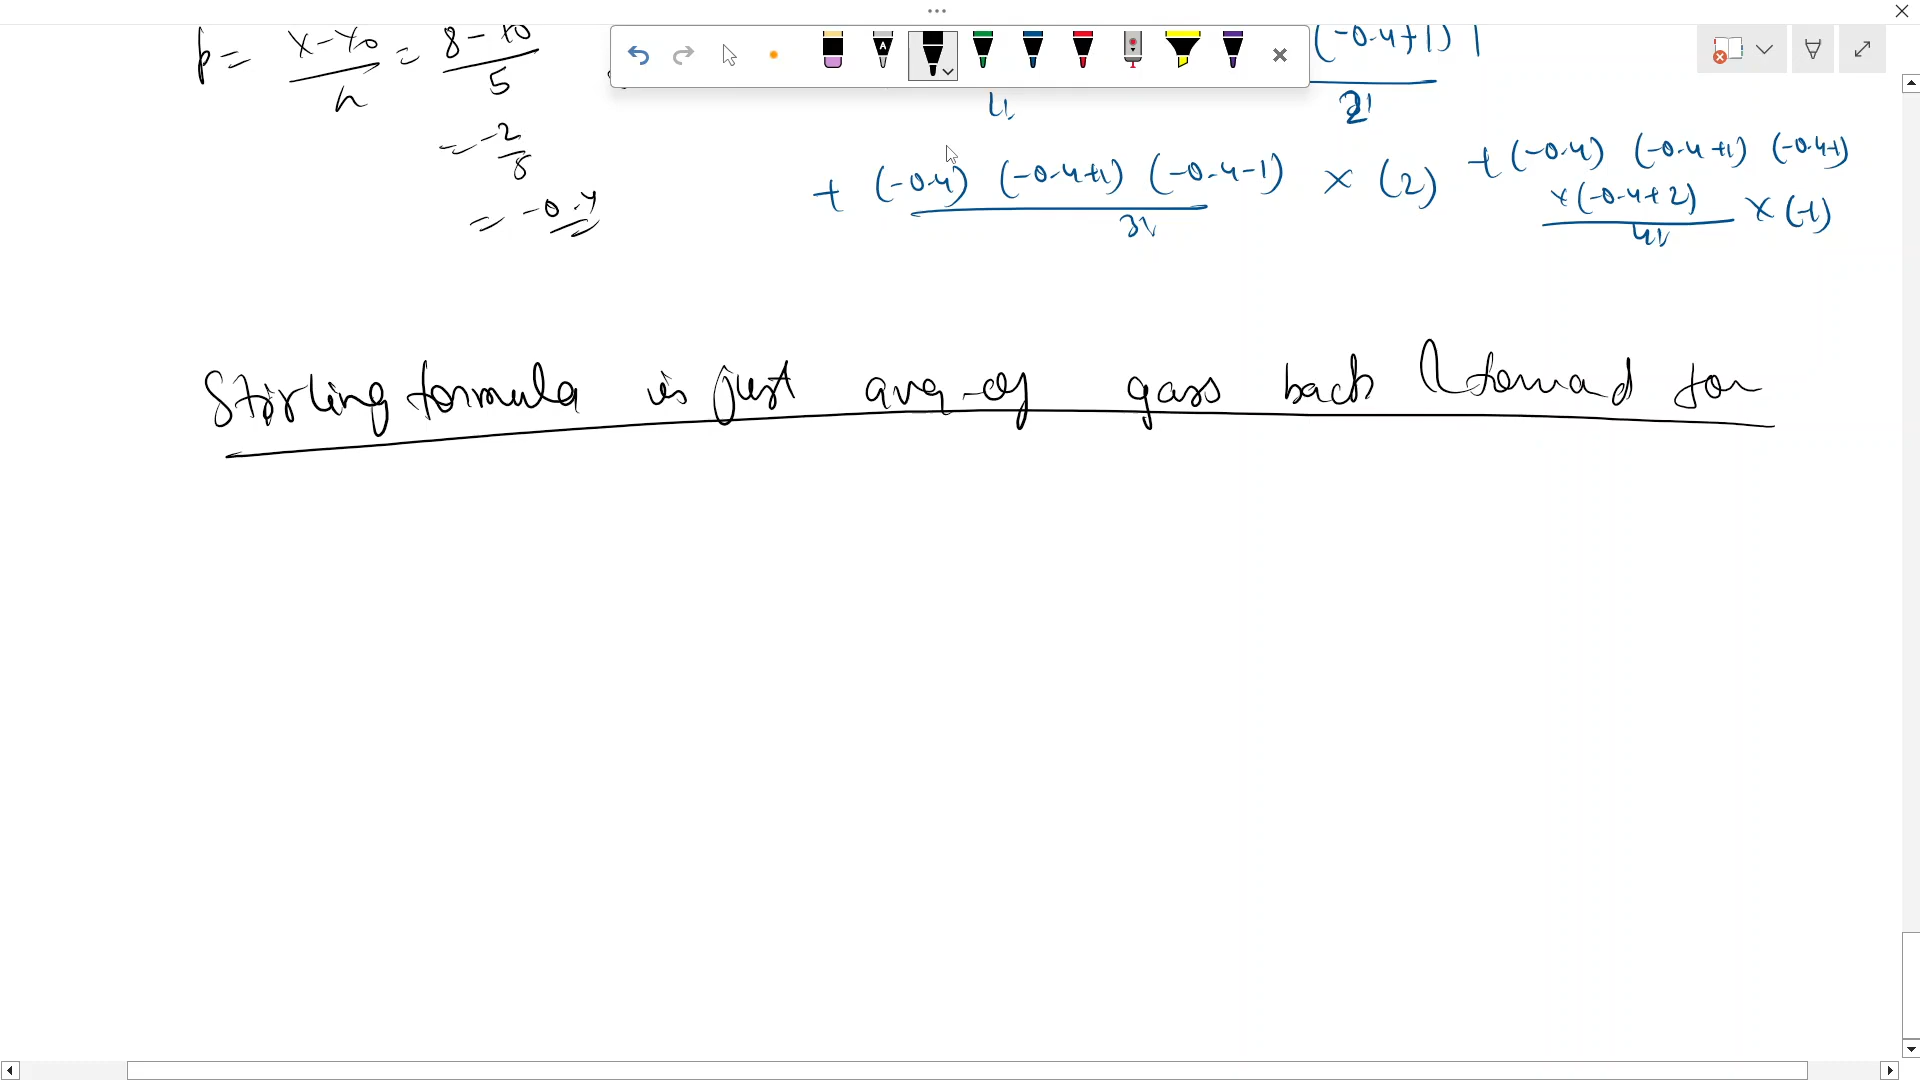 p = x-x0 / h = 8-10 / 5
(-0.4+1)
2!
= -2/8
= -0.4
+ (-0.4) (-0.4+1) (-0.4-1) / 3! × (2)
+ (-0.4) (-0.4+1) (-0.4-1) × (-0.4+2) / 4! × (-1)
Stirling formula is just avg. of gass back forward for